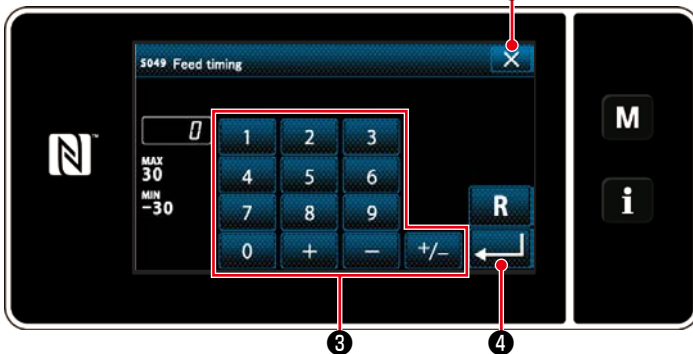 S049 Feed timing
0
MAX
30
MIN
-30
1 2 3
4 5 6
7 8 9
0 + − +/−
R
M
i
N
❸ ❹